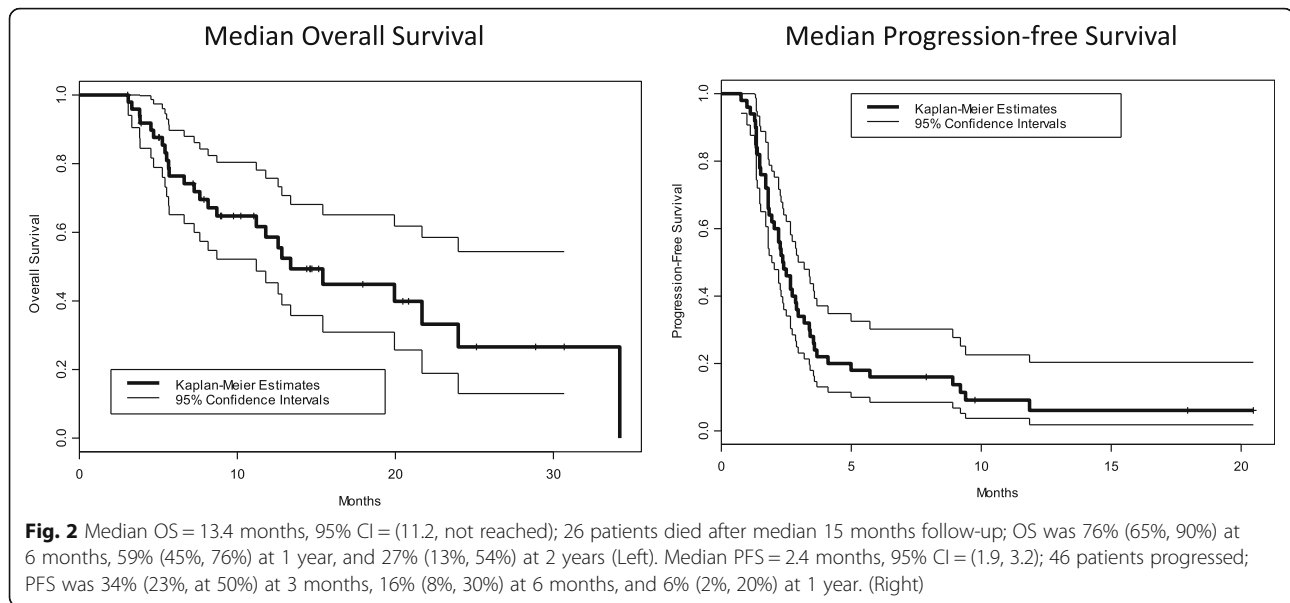 Median Overall Survival
Median Progression-free Survival
Overall Survival
0.0 0.2 0.4 0.6 0.8 1.0
Kaplan-Meier Estimates
95% Confidence Intervals
0 10 20 30
Months
Progression-Free Survival
0.0 0.2 0.4 0.6 0.8 1.0
Kaplan-Meier Estimates
95% Confidence Intervals
0 5 10 15 20
Months
Fig. 2 Median OS = 13.4 months, 95% CI = (11.2, not reached); 26 patients died after median 15 months follow-up; OS was 76% (65%, 90%) at
6 months, 59% (45%, 76%) at 1 year, and 27% (13%, 54%) at 2 years (Left). Median PFS = 2.4 months, 95% CI = (1.9, 3.2); 46 patients progressed;
PFS was 34% (23%, at 50%) at 3 months, 16% (8%, 30%) at 6 months, and 6% (2%, 20%) at 1 year. (Right)